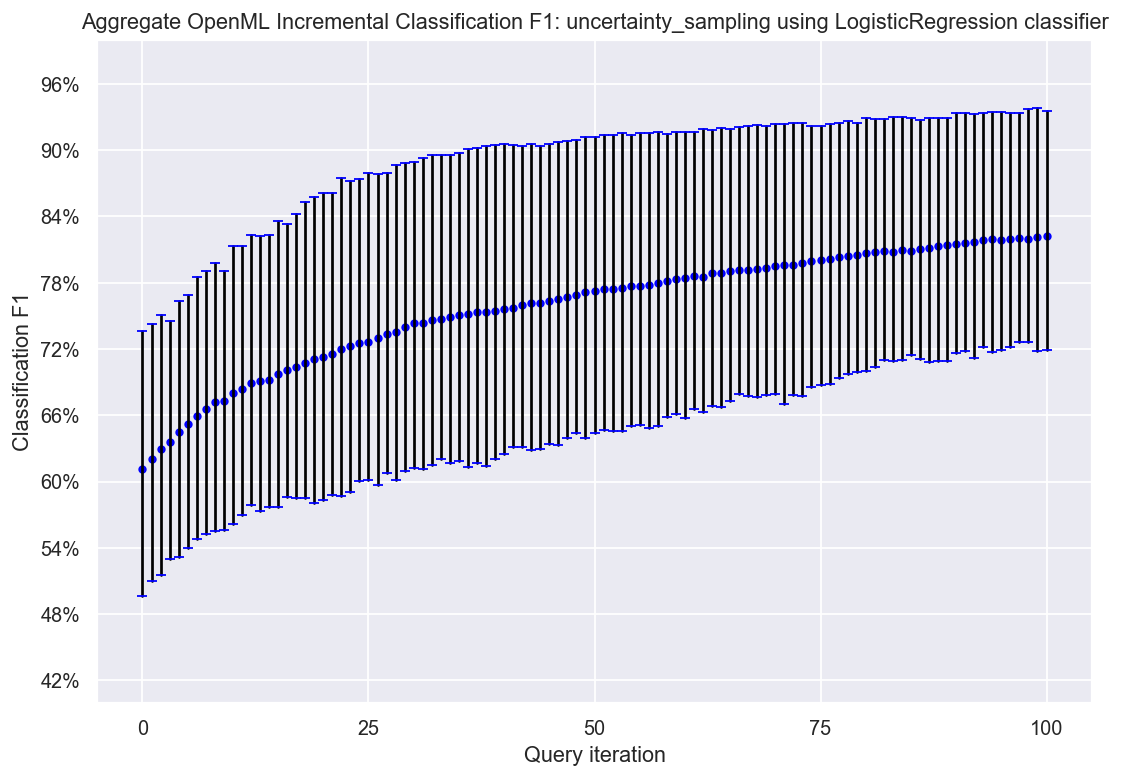 Aggregate OpenML Incremental Classification F1: uncertainty_sampling using LogisticRegression classifier
96%
90%
84%
78%
72%
66%
60%
54%
48%
42%
Classification F1
0 25 50 75 100
Query iteration